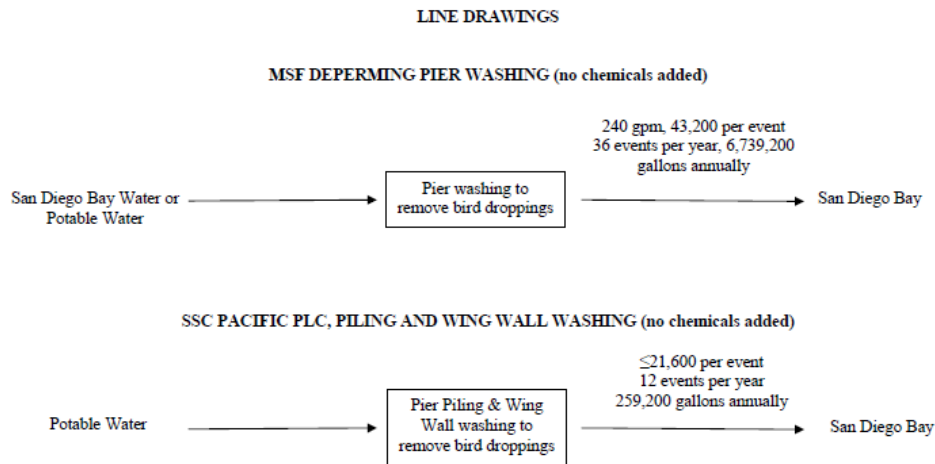 LINE DRAWINGS
MSF DEPERMING PIER WASHING (no chemicals added)
240 gpm, 43,200 per event
36 events per year, 6,739,200
gallons annually
San Diego Bay Water or
Potable Water
Pier washing to
remove bird droppings
San Diego Bay
SSC PACIFIC PLC, PILING AND WING WALL WASHING (no chemicals added)
≤21,600 per event
12 events per year
259,200 gallons annually
Potable Water
Pier Piling & Wing
Wall washing to
remove bird droppings
San Diego Bay